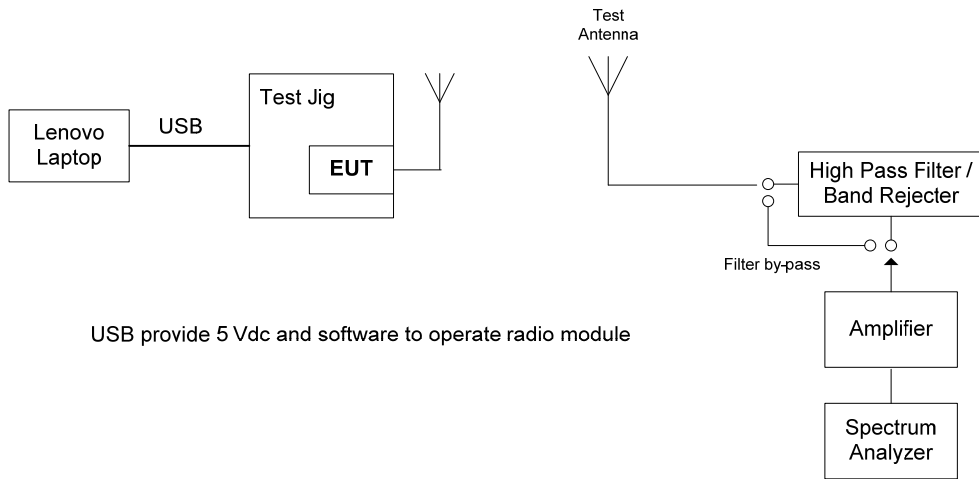 Test
Antenna
Test Jig
USB
Lenovo
Laptop
EUT
High Pass Filter /
Band Rejecter
Filter by-pass
Amplifier
USB provide 5 Vdc and software to operate radio module
Spectrum
Analyzer